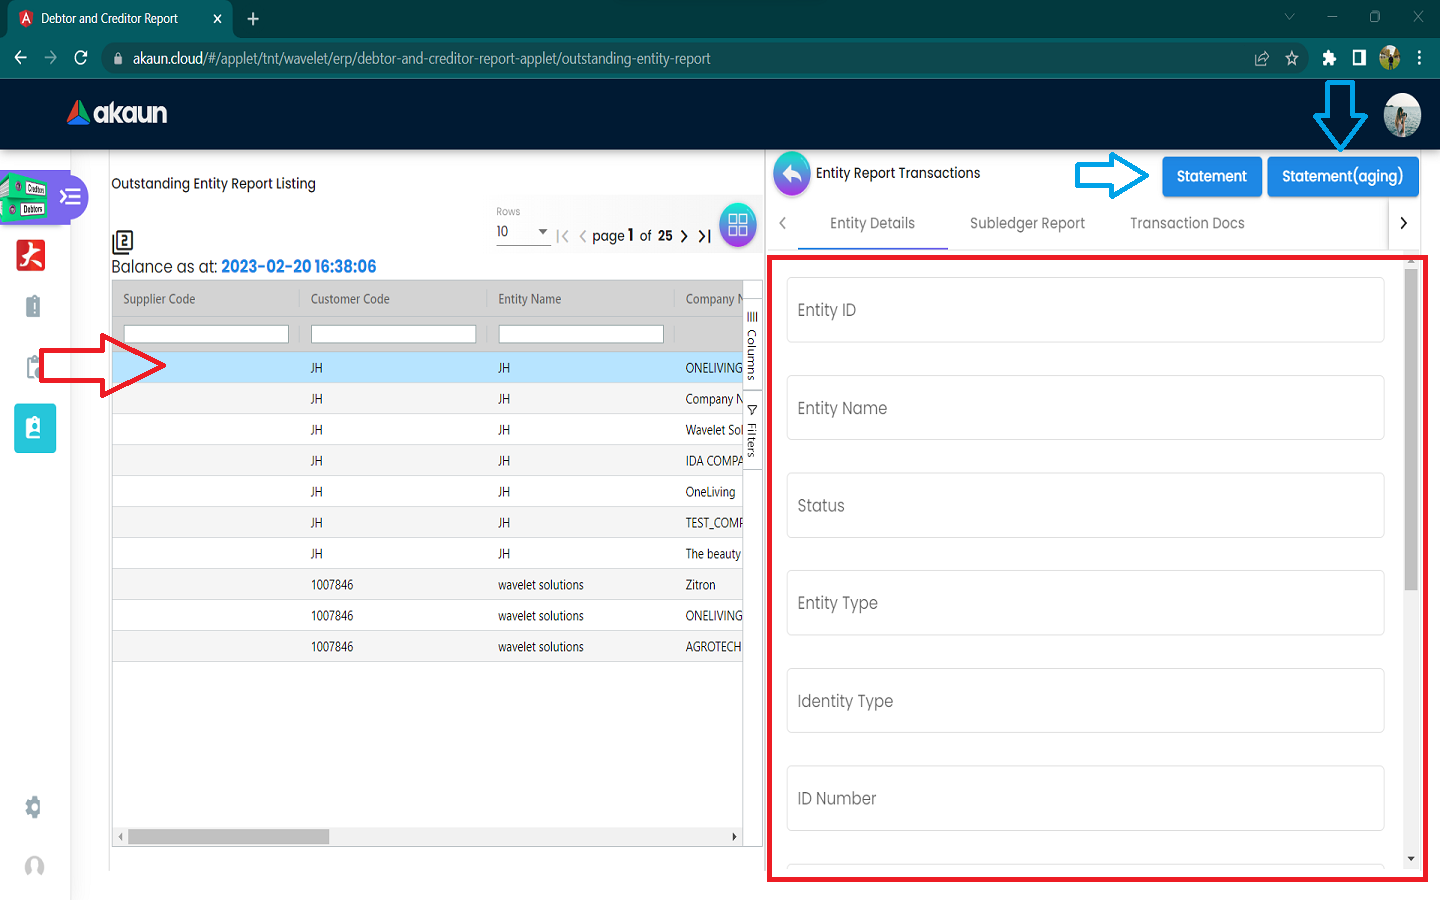 Debtor and Creditor Report
akaun.cloud/#/applet/tnt/wavelet/erp/debtor-and-creditor-report-applet/outstanding-entity-report
akaun
Creditors
Debtors
Outstanding Entity Report Listing
Rows
10
page 1 of 25
2
Balance as at: 2023-02-20 16:38:06
Supplier Code Customer Code Entity Name Company N
JH JH ONELIVING
JH JH Company N
JH JH Wavelet Sol
JH JH IDA COMPA
JH JH OneLiving
JH JH TEST_COMP
JH JH The beauty
1007846 wavelet solutions Zitron
1007846 wavelet solutions ONELIVING
1007846 wavelet solutions AGROTECH
Columns
Filters
Entity Report Transactions
Statement
Statement(aging)
Entity Details Subledger Report Transaction Docs
Entity ID
Entity Name
Status
Entity Type
Identity Type
ID Number